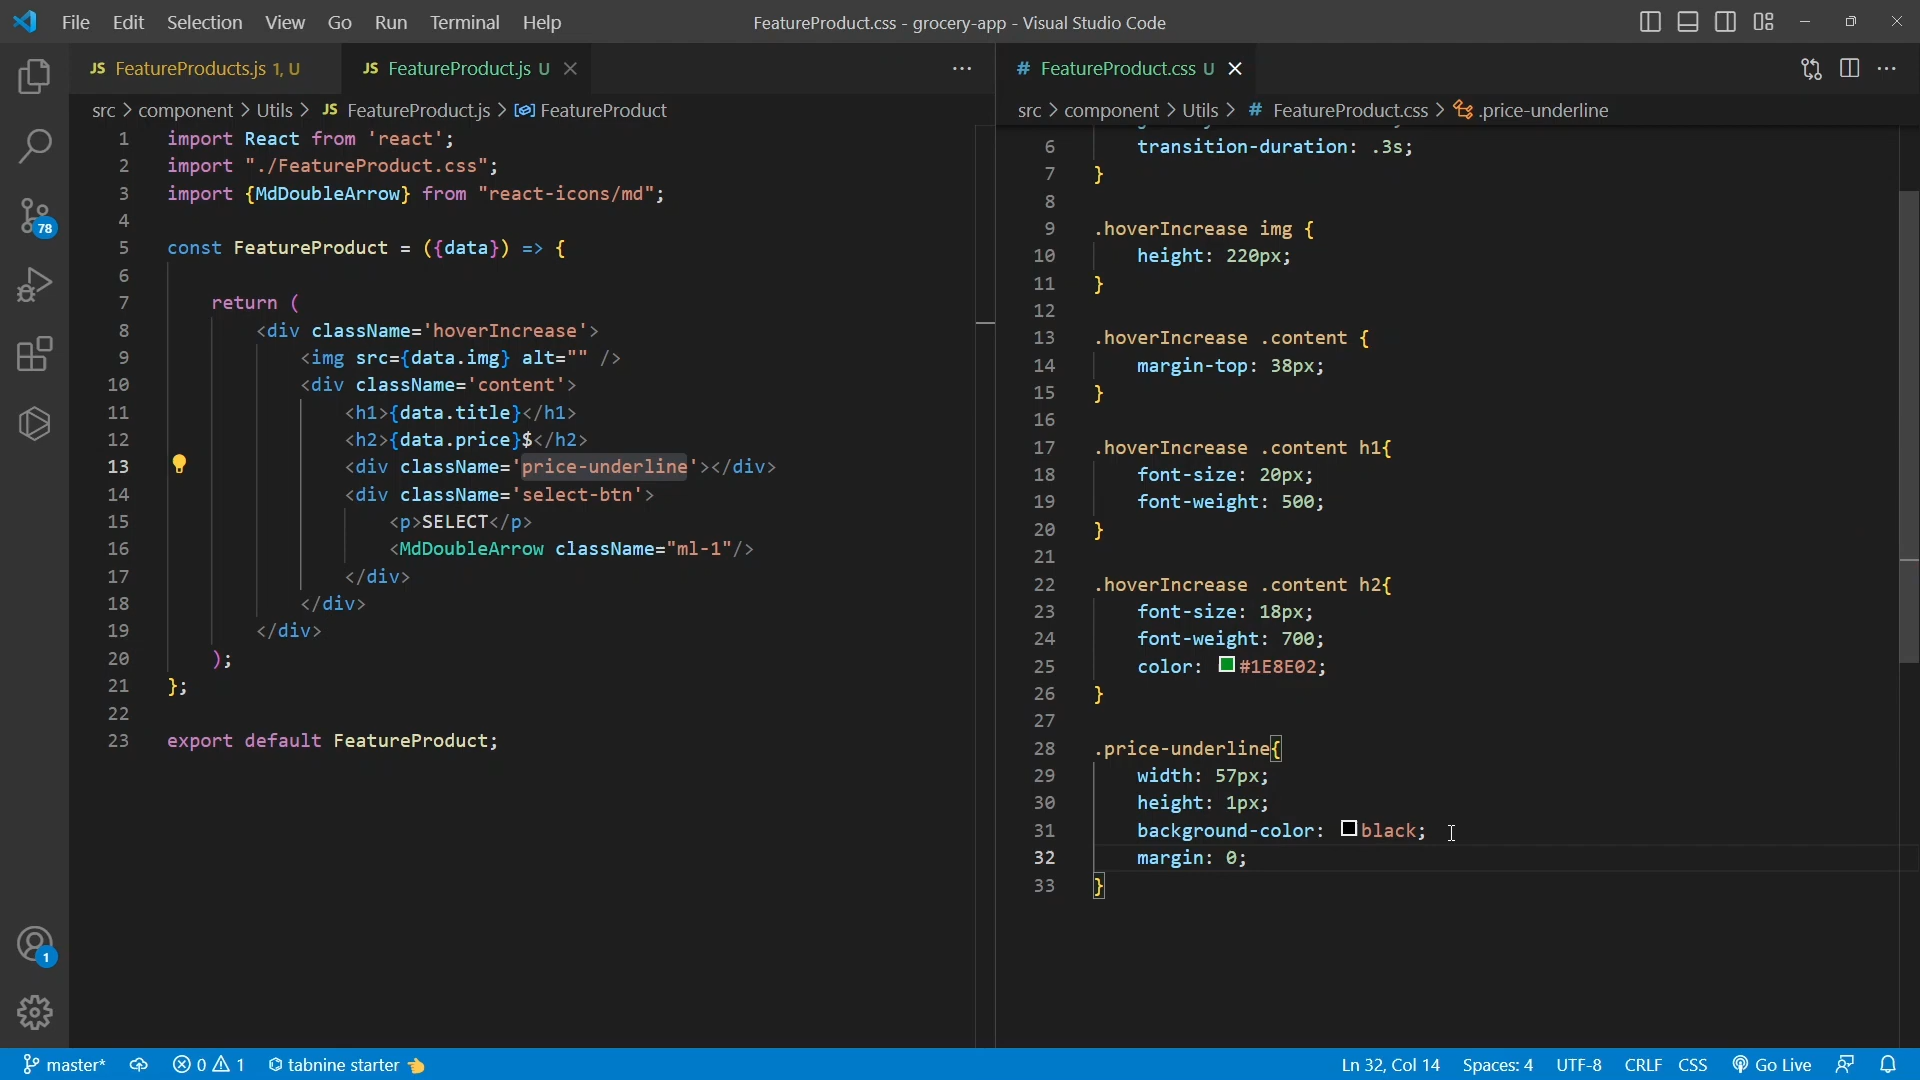 File Edit Selection View Go Run Terminal Help
FeatureProduct.css - grocery-app - Visual Studio Code
JS FeatureProducts.js 1, U
JS FeatureProduct.js U
src > component > Utils > JS FeatureProduct.js > FeatureProduct
1 import React from 'react';
2 import "./FeatureProduct.css";
3 import {MdDoubleArrow} from "react-icons/md";
4
5 const FeatureProduct = ({data}) => {
6
7 return (
8 <div className='hoverIncrease'>
9 <img src={data.img} alt="" />
10 <div className='content'>
11 <h1>{data.title}</h1>
12 <h2>{data.price}$</h2>
13 <div className='price-underline'></div>
14 <div className='select-btn'>
15 <p>SELECT</p>
16 <MdDoubleArrow className="ml-1"/>
17 </div>
18 </div>
19 </div>
20 );
21 };
22
23 export default FeatureProduct;
# FeatureProduct.css U
src > component > Utils > # FeatureProduct.css > .price-underline
6 transition-duration: .3s;
7 }
8
9 .hoverIncrease img {
10 height: 220px;
11 }
12
13 .hoverIncrease .content {
14 margin-top: 38px;
15 }
16
17 .hoverIncrease .content h1{
18 font-size: 20px;
19 font-weight: 500;
20 }
21
22 .hoverIncrease .content h2{
23 font-size: 18px;
24 font-weight: 700;
25 color: #1E8E02;
26 }
27
28 .price-underline{
29 width: 57px;
30 height: 1px;
31 background-color: black;
32 margin: 0;
33 }
78
1
master* 0 1 tabnine starter 👈
Ln 32, Col 14 Spaces: 4 UTF-8 CRLF CSS Go Live